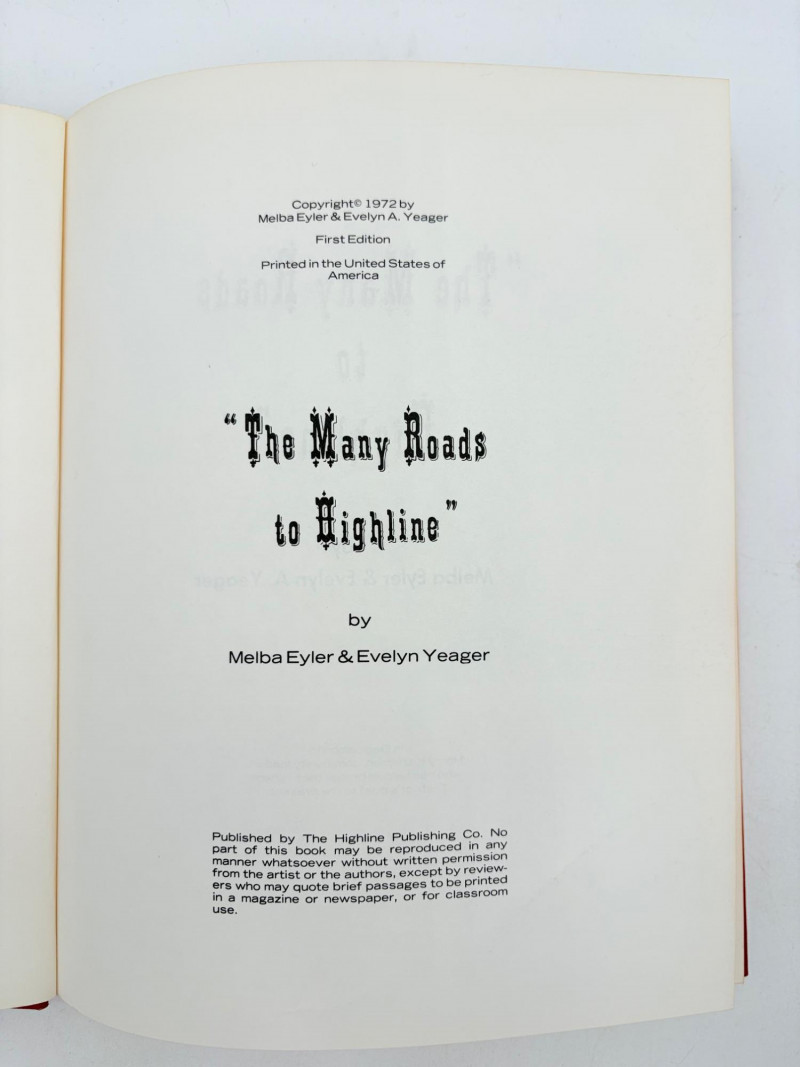 Copyright© 1972 by
Melba Eyler & Evelyn A. Yeager
First Edition
Printed in the United States of
America
“The Many Roads
to Highline”
by
Melba Eyler & Evelyn Yeager
Published by The Highline Publishing Co. No
part of this book may be reproduced in any
manner whatsoever without written permission
from the artist or the authors, except by review-
ers who may quote brief passages to be printed
in a magazine or newspaper, or for classroom
use.